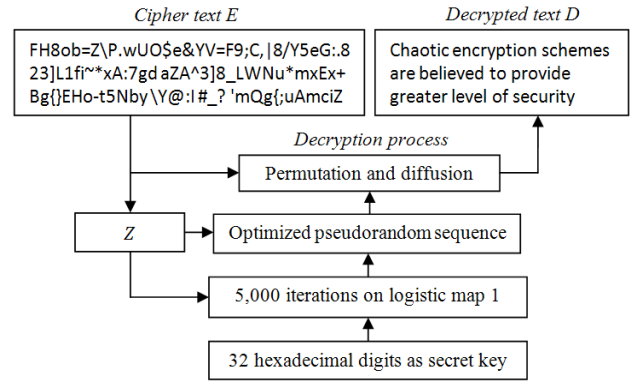 Cipher text E
Decrypted text D
FH8ob=Z\P.wUO$e&YV=F9;C,|8/Y5eG:.8
23]L1fi~*xA:7gd aZA^3]8_LWNu*mxEx+
Bg{}EHo-t5Nby\Y@:I#_? 'mQg{;uAmciZ
Chaotic encryption schemes
are believed to provide
greater level of security
Decryption process
Permutation and diffusion
Z
Optimized pseudorandom sequence
5,000 iterations on logistic map 1
32 hexadecimal digits as secret key